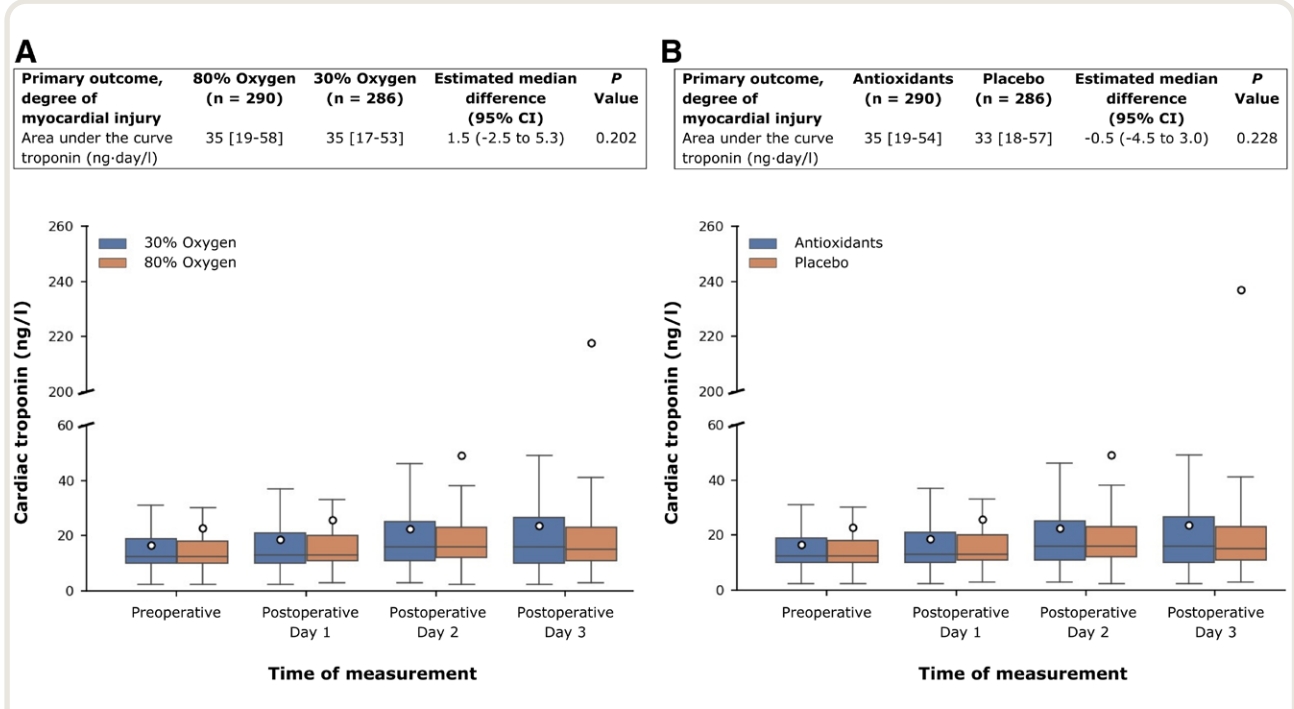 A
Primary outcome, degree of myocardial injury
80% Oxygen (n = 290)
30% Oxygen (n = 286)
Estimated median difference (95% CI)
P Value
Area under the curve troponin (ng·day/l)
35 [19-58]
35 [17-53]
1.5 (-2.5 to 5.3)
0.202
260
240
220
200
60
40
20
0
Cardiac troponin (ng/l)
30% Oxygen
80% Oxygen
Preoperative
Postoperative Day 1
Postoperative Day 2
Postoperative Day 3
Time of measurement
B
Primary outcome, degree of myocardial injury
Antioxidants (n = 290)
Placebo (n = 286)
Estimated median difference (95% CI)
P Value
Area under the curve troponin (ng·day/l)
35 [19-54]
33 [18-57]
-0.5 (-4.5 to 3.0)
0.228
260
240
220
200
60
40
20
0
Cardiac troponin (ng/l)
Antioxidants
Placebo
Preoperative
Postoperative Day 1
Postoperative Day 2
Postoperative Day 3
Time of measurement